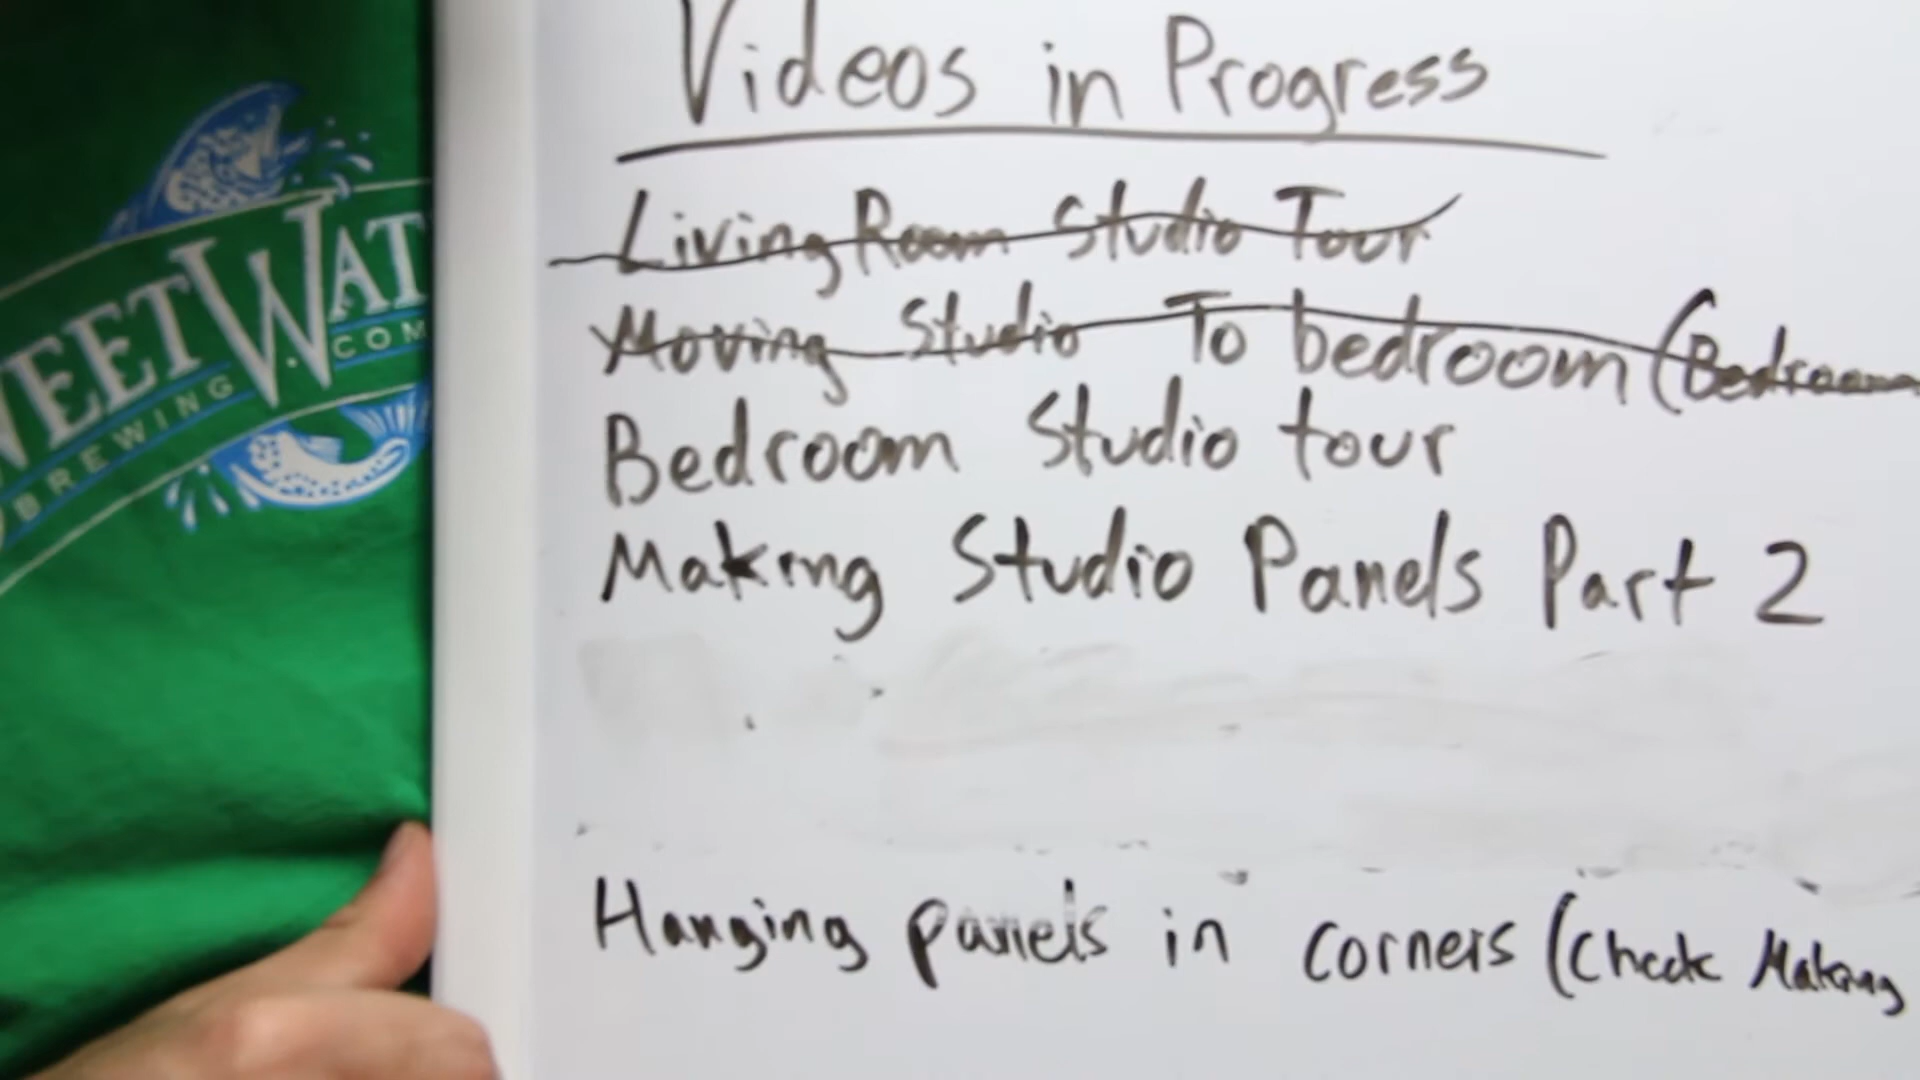 Videos in Progress
Living Room Studio Tour
Moving Studio To bedroom (Bedroom
Bedroom Studio tour
Making Studio Panels Part 2
Hanging panels in corners (Check Making
WEETWAT
BREWING . COM